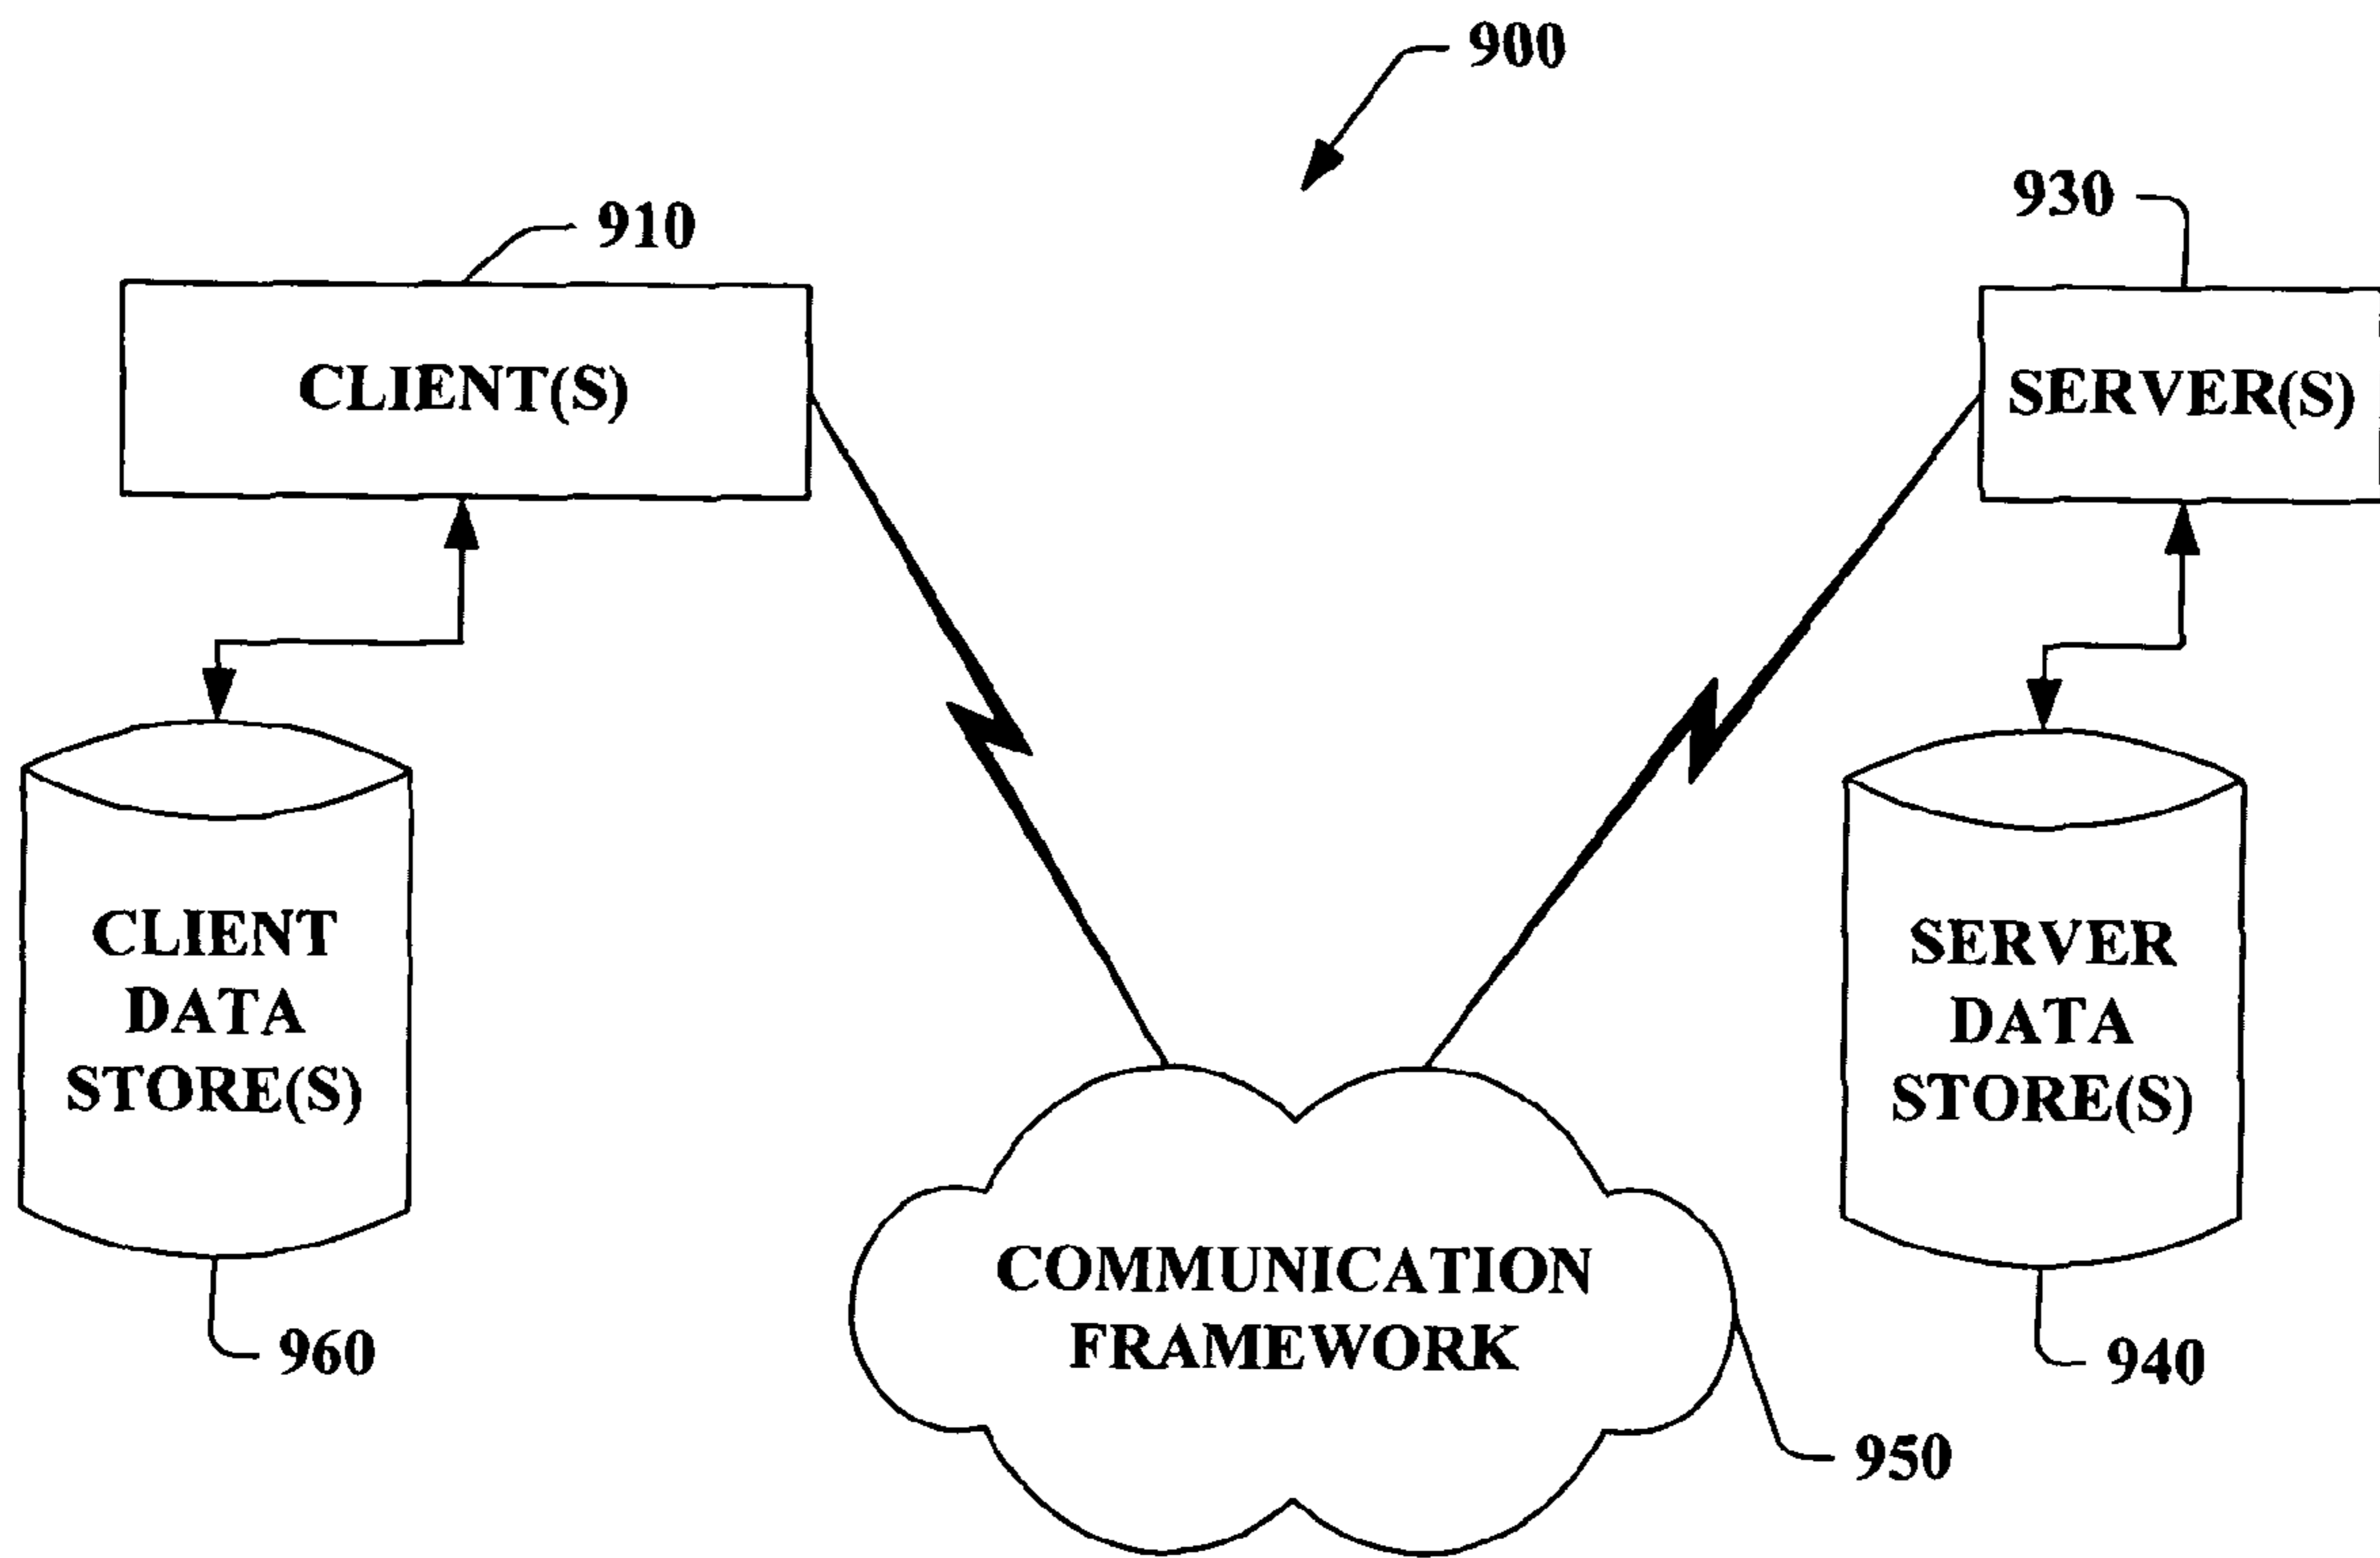 900
910
930
CLIENT(S)
SERVER(S)
CLIENT
DATA
STORE(S)
SERVER
DATA
STORE(S)
COMMUNICATION
FRAMEWORK
960
940
950